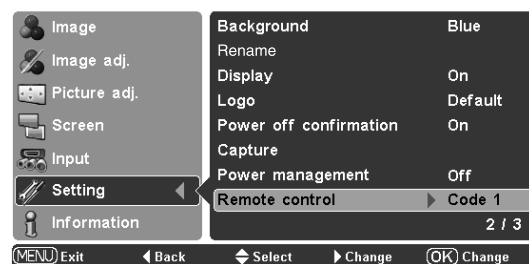 Image
Image adj.
Picture adj.
Screen
Input
Setting
Information
Background Blue
Rename
Display On
Logo Default
Power off confirmation On
Capture
Power management Off
Remote control Code 1
2 / 3
MENU Exit Back Select Change OK Change